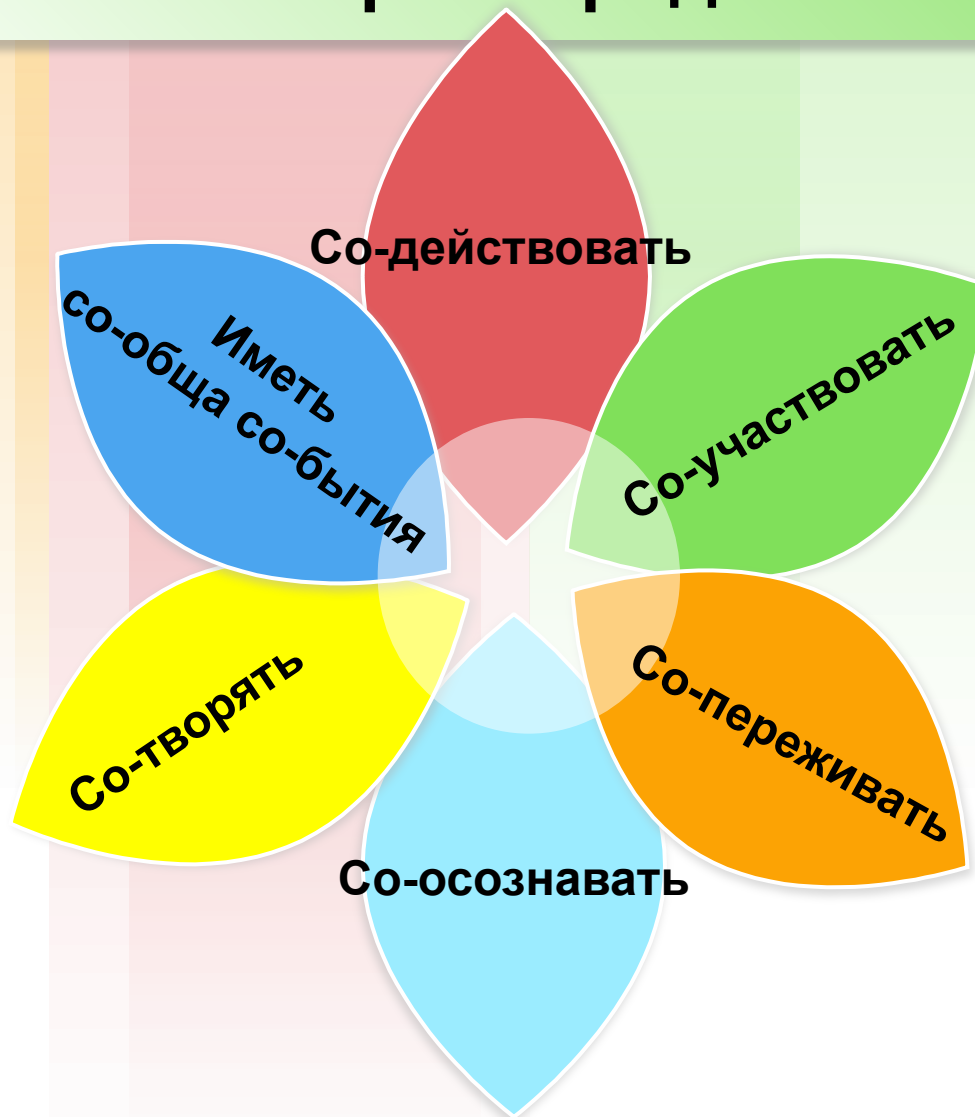 Со-действовать
Со-участвовать
Со-переживать
Со-осознавать
Со-творять
Иметь
со-обща со-бытия